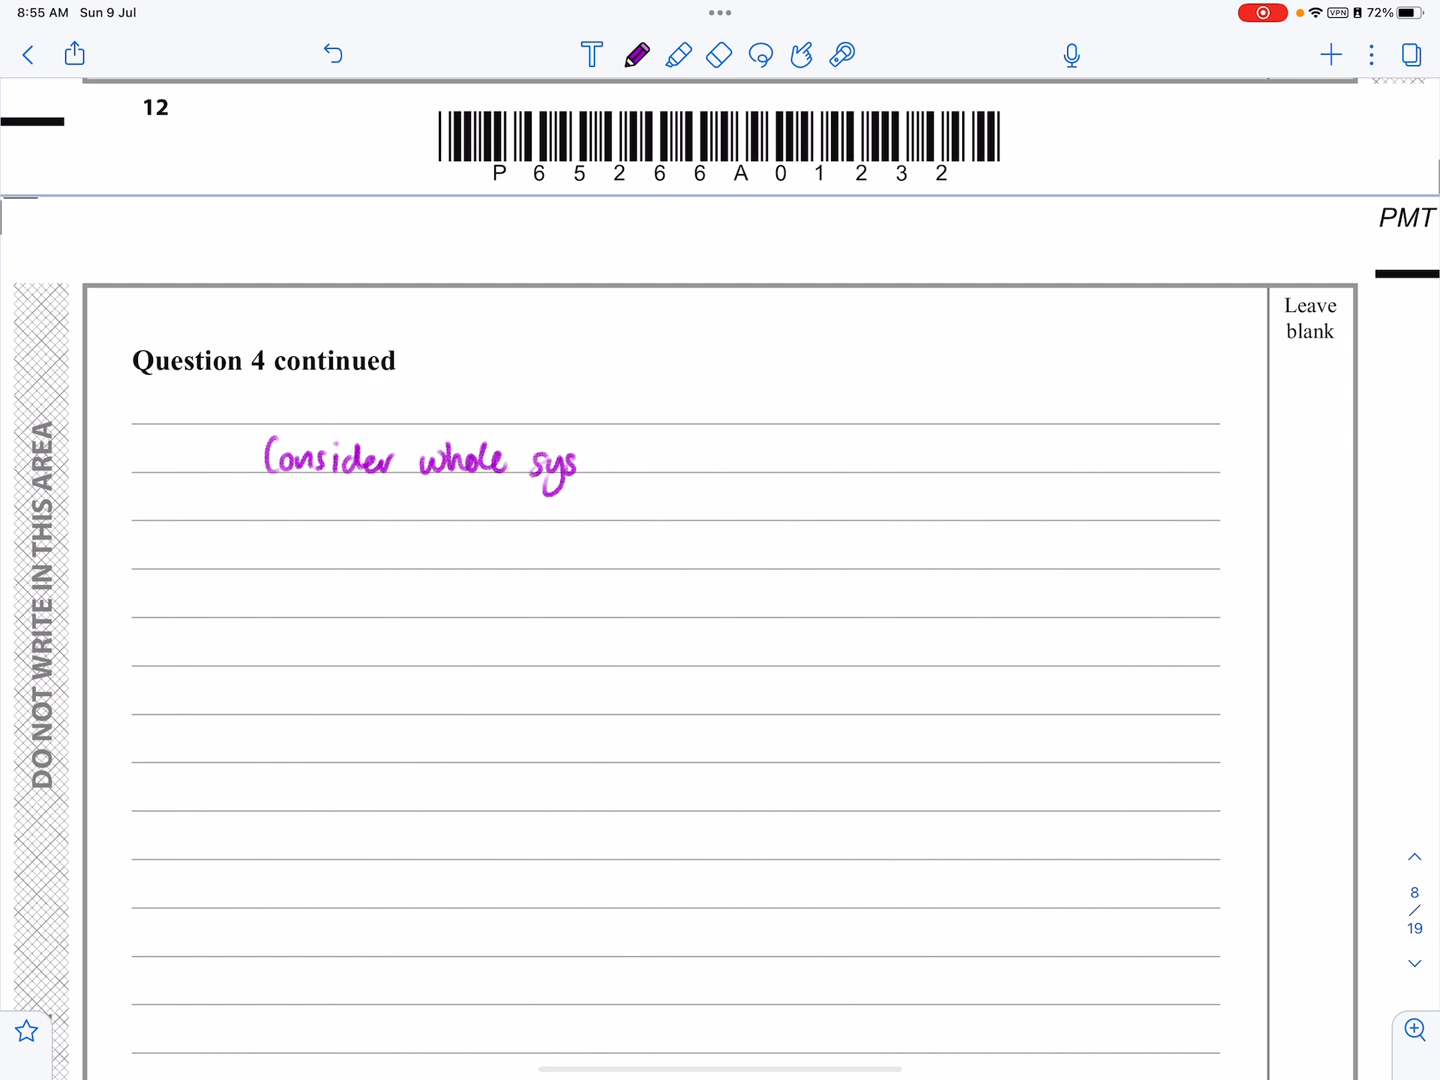 8:55 AM Sun 9 Jul
VPN 72%
T
12
P 6 5 2 6 6 A 0 1 2 3 2
PMT
Leave
blank
Question 4 continued
Consider whole sys
DO NOT WRITE IN THIS AREA
8
/
19